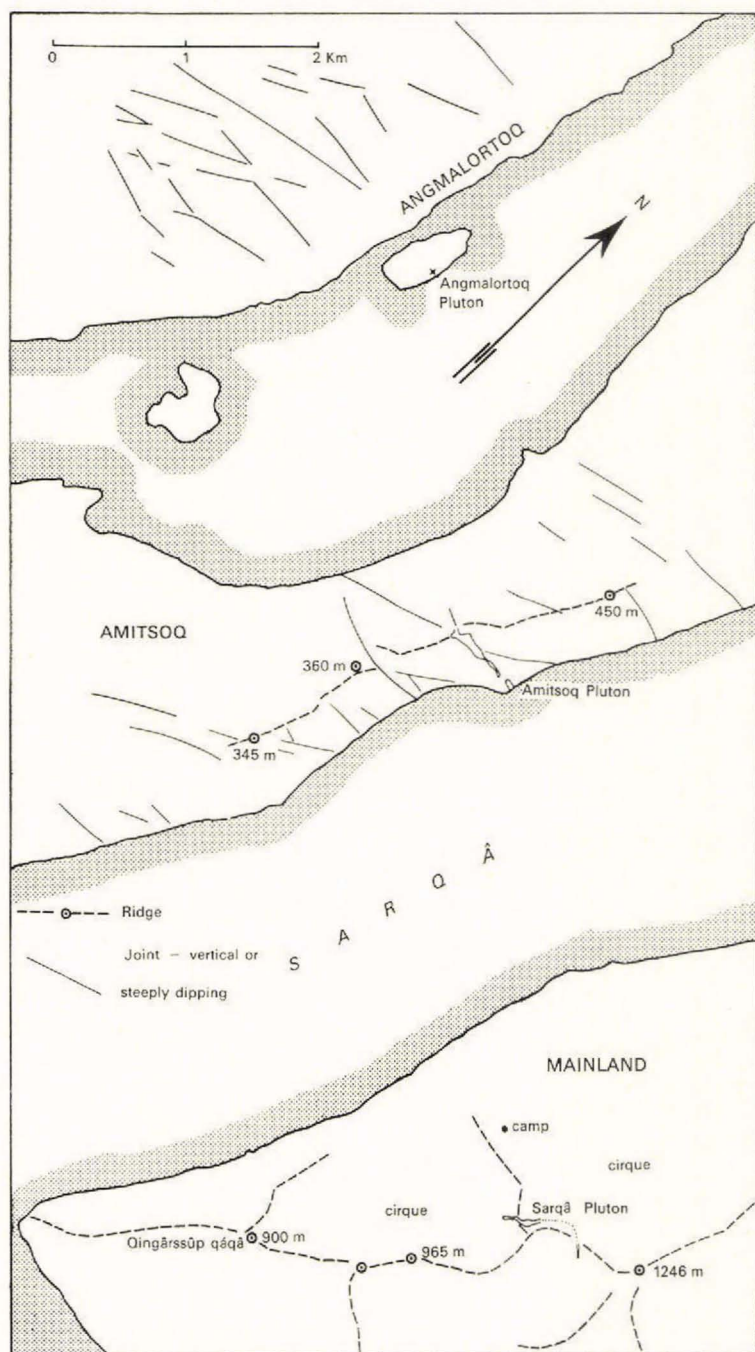 0 1 2 Km
ANGMALORTOQ
N
Angmalortoq
Pluton
450 m
AMITSOQ
360 m
Amitsoq Pluton
345 m
SARQÂ
Ridge
Joint – vertical or
steeply dipping
MAINLAND
camp
cirque
cirque
Sarqâ Pluton
Qingârssûp qáqâ
900 m
965 m
1246 m